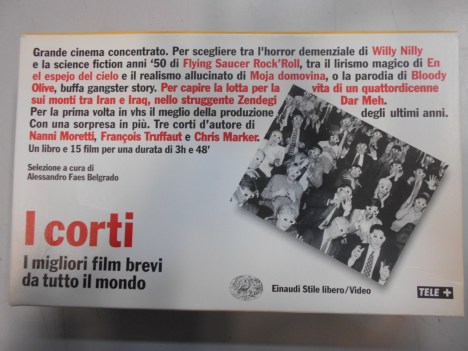 Grande cinema concentrato. Per scegliere tra l'horror demenziale di Willy Nilly
e la science fiction anni '50 di Flying Saucer Rock'Roll, tra il lirismo magico di En
el espejo del cielo e il realismo allucinato di Moja domovina, o la parodia di Bloody
Olive, buffa gangster story. Per capire la lotta per la vita di un quattordicenne
sui monti tra Iran e Iraq, nello struggente Zendegi Dar Meh.
Per la prima volta in vhs il meglio della produzione degli ultimi anni.
Con una sorpresa in più. Tre corti d'autore di
Nanni Moretti, François Truffaut e Chris Marker.
Un libro e 15 film per una durata di 3h e 48'
Selezione a cura di
Alessandro Faes Belgrado
I corti
I migliori film brevi
da tutto il mondo
Einaudi Stile libero/Video
TELE +